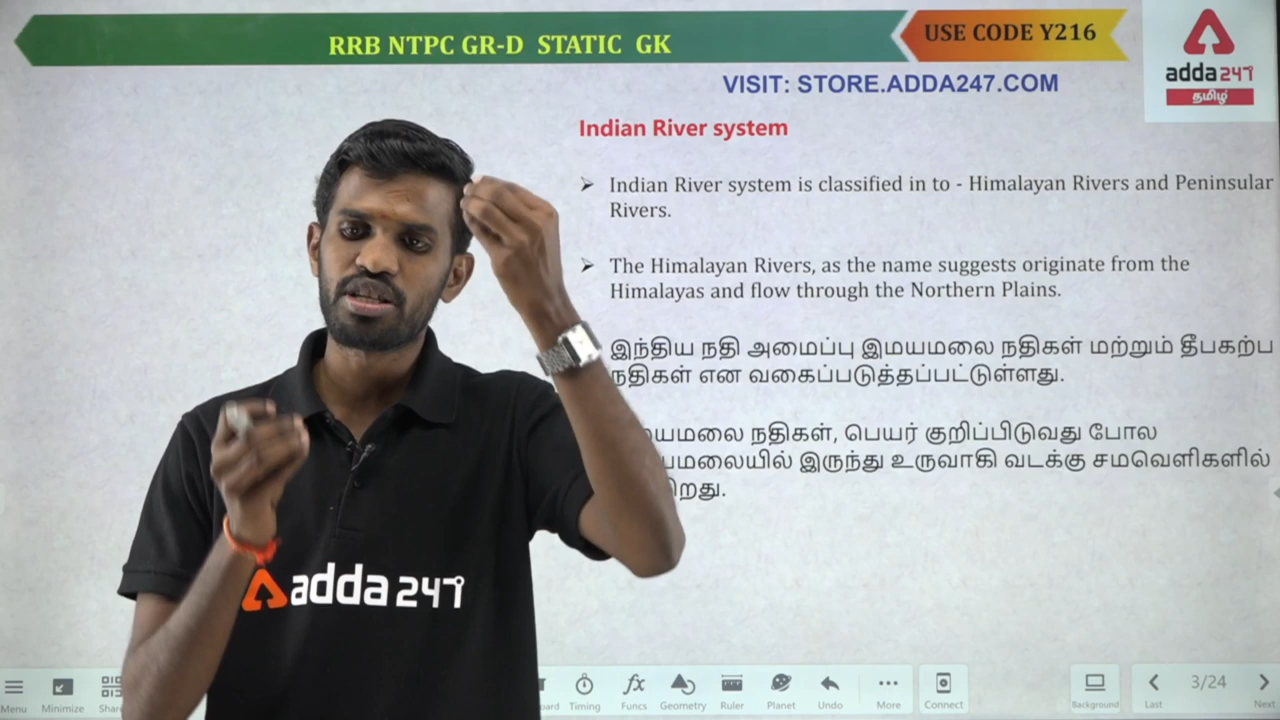 RRB NTPC GR-D STATIC GK
USE CODE Y216
adda247
தமிழ்
VISIT: STORE.ADDA247.COM
Indian River system
Indian River system is classified in to - Himalayan Rivers and Peninsular
Rivers.
The Himalayan Rivers, as the name suggests originate from the
Himalayas and flow through the Northern Plains.
இந்திய நதி அமைப்பு இமயமலை நதிகள் மற்றும் தீபகற்ப
நதிகள் என வகைப்படுத்தப்பட்டுள்ளது.
நதிகள், பெயர் குறிப்பிடுவது போல
இருந்து உருவாகி வடக்கு சமவெளிகளில்
adda247
Menu Minimize Timing Funcs Geometry Ruler Planet Undo More Connect Background Last 3/24 Next